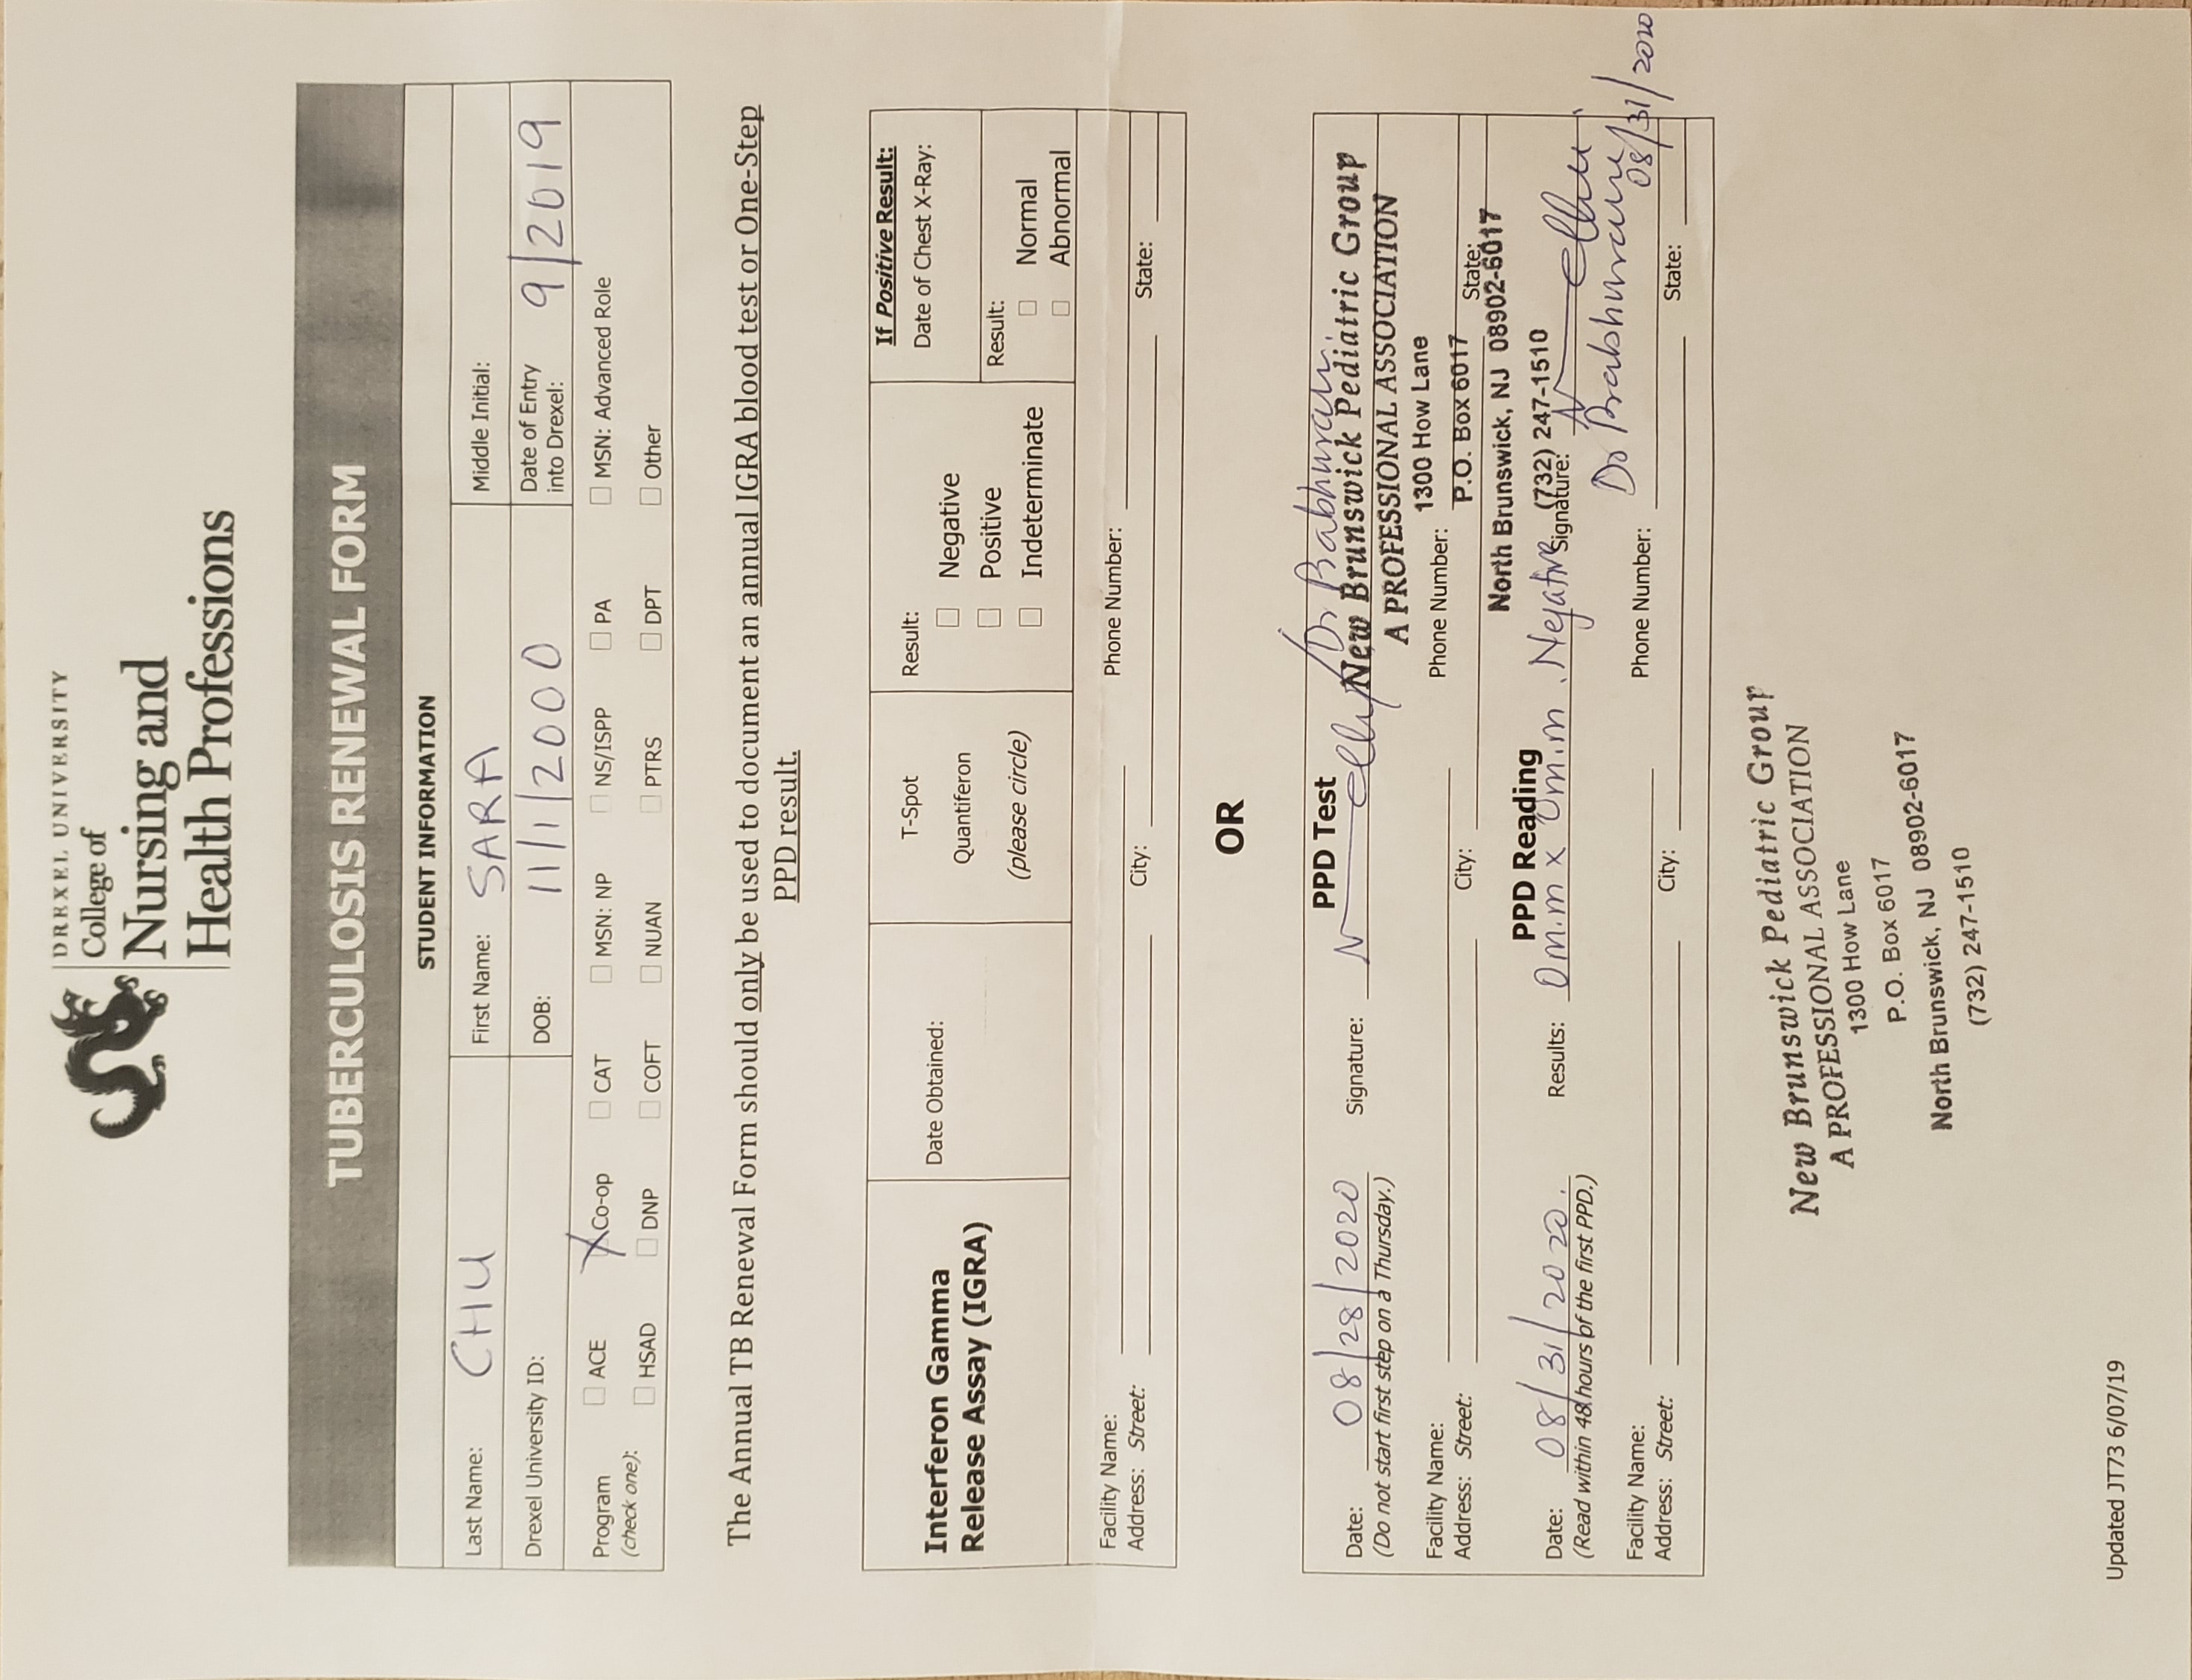 DREXEL UNIVERSITY
College of
Nursing and
Health Professions
TUBERCULOSIS RENEWAL FORM
STUDENT INFORMATION
Last Name: CHU First Name: SARA Middle Initial:
Drexel University ID: DOB: 11/1/2000 Date of Entry into Drexel: 9/2019
Program (check one): ACE Co-op CAT MSN: NP NS/ISPP PA MSN: Advanced Role
HSAD DNP COFT NUAN PTRS DPT Other
The Annual TB Renewal Form should only be used to document an annual IGRA blood test or One-Step
PPD result.
Interferon Gamma
Release Assay (IGRA)
Date Obtained:
T-Spot
Quantiferon
(please circle)
Result:
Negative
Positive
Indeterminate
If Positive Result:
Date of Chest X-Ray:
Result:
Normal
Abnormal
Facility Name: Phone Number:
Address: Street: City: State:
OR
PPD Test
Date: 08/28/2020 Signature:
(Do not start first step on a Thursday.)
New Brunswick Pediatric Group
A PROFESSIONAL ASSOCIATION
1300 How Lane
P.O. Box 6017
North Brunswick, NJ 08902-6017
(732) 247-1510
Facility Name: Phone Number:
Address: Street: City: State:
PPD Reading
Date: 08/31/2020. Results: 0m.m x 0m.m . Negative Signature:
(Read within 48 hours of the first PPD.)
08/31/2020
Facility Name: Phone Number:
Address: Street: City: State:
New Brunswick Pediatric Group
A PROFESSIONAL ASSOCIATION
1300 How Lane
P.O. Box 6017
North Brunswick, NJ 08902-6017
(732) 247-1510
Updated JT73 6/07/19